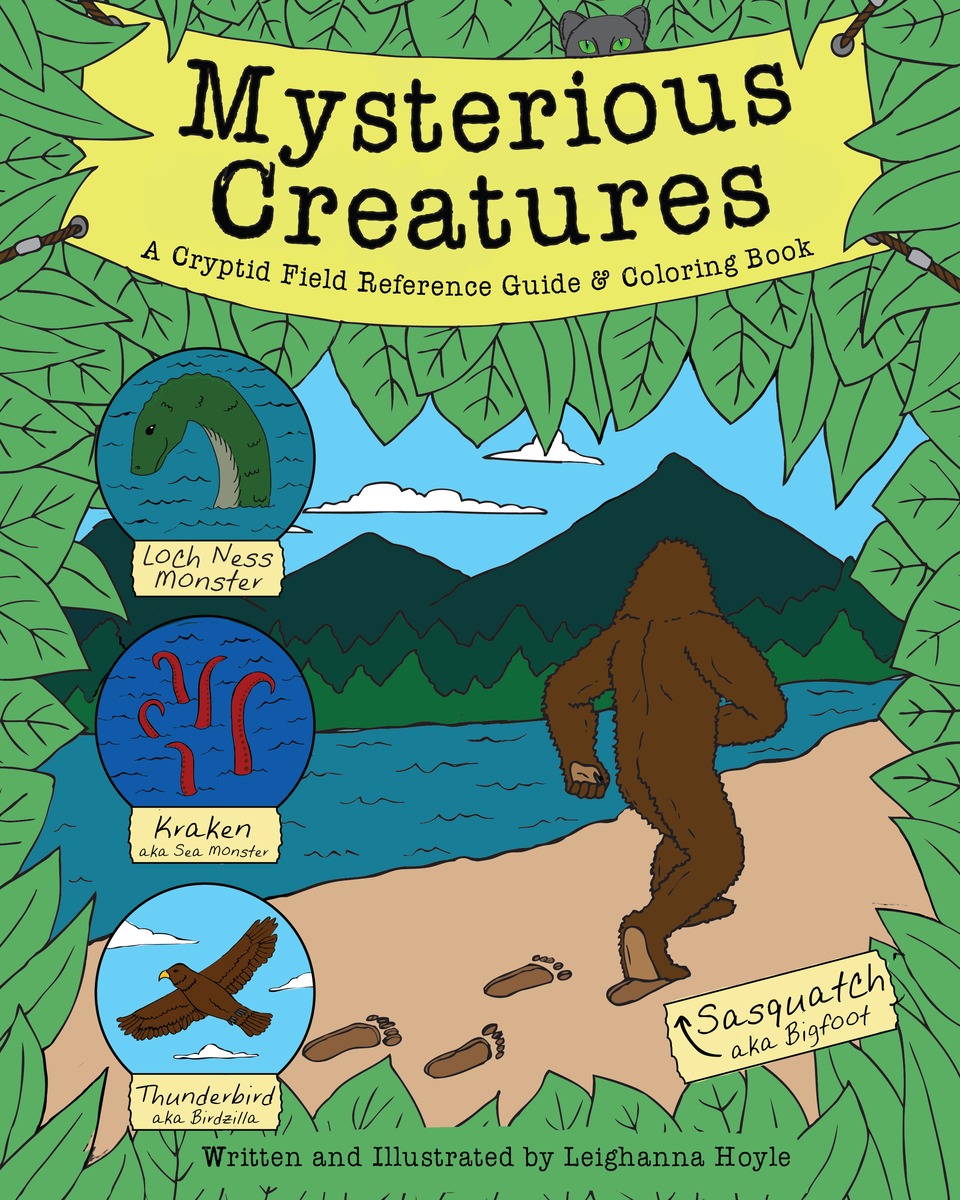 Mysterious
Creatures
A Cryptid Field Reference Guide & Coloring Book
Loch Ness
Monster
Kraken
aka Sea Monster
Thunderbird
aka Birdzilla
Sasquatch
aka Bigfoot
Written and Illustrated by Leighanna Hoyle